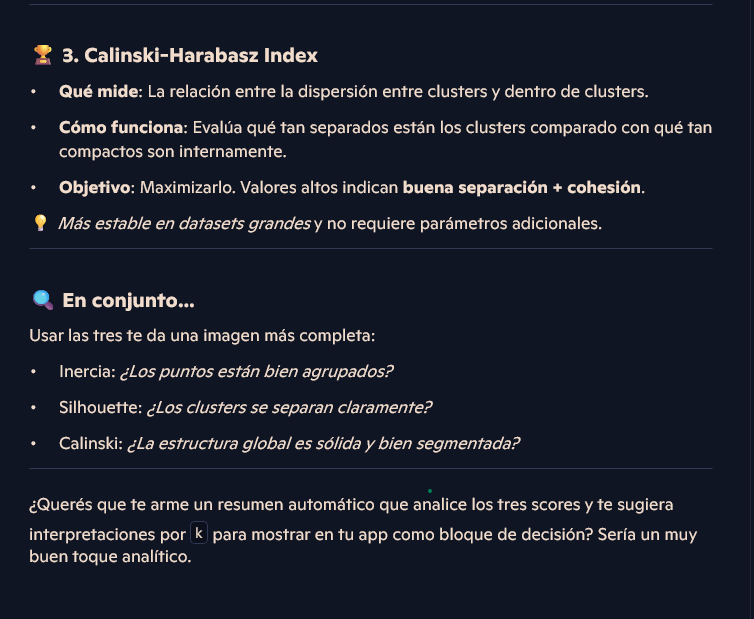 🏆 3. Calinski-Harabasz Index
• Qué mide: La relación entre la dispersión entre clusters y dentro de clusters.
• Cómo funciona: Evalúa qué tan separados están los clusters comparado con qué tan
compactos son internamente.
• Objetivo: Maximizarlo. Valores altos indican buena separación + cohesión.
💡 Más estable en datasets grandes y no requiere parámetros adicionales.
🔍 En conjunto...
Usar las tres te da una imagen más completa:
• Inercia: ¿Los puntos están bien agrupados?
• Silhouette: ¿Los clusters se separan claramente?
• Calinski: ¿La estructura global es sólida y bien segmentada?
¿Querés que te arme un resumen automático que analice los tres scores y te sugiera
interpretaciones por k para mostrar en tu app como bloque de decisión? Sería un muy
buen toque analítico.